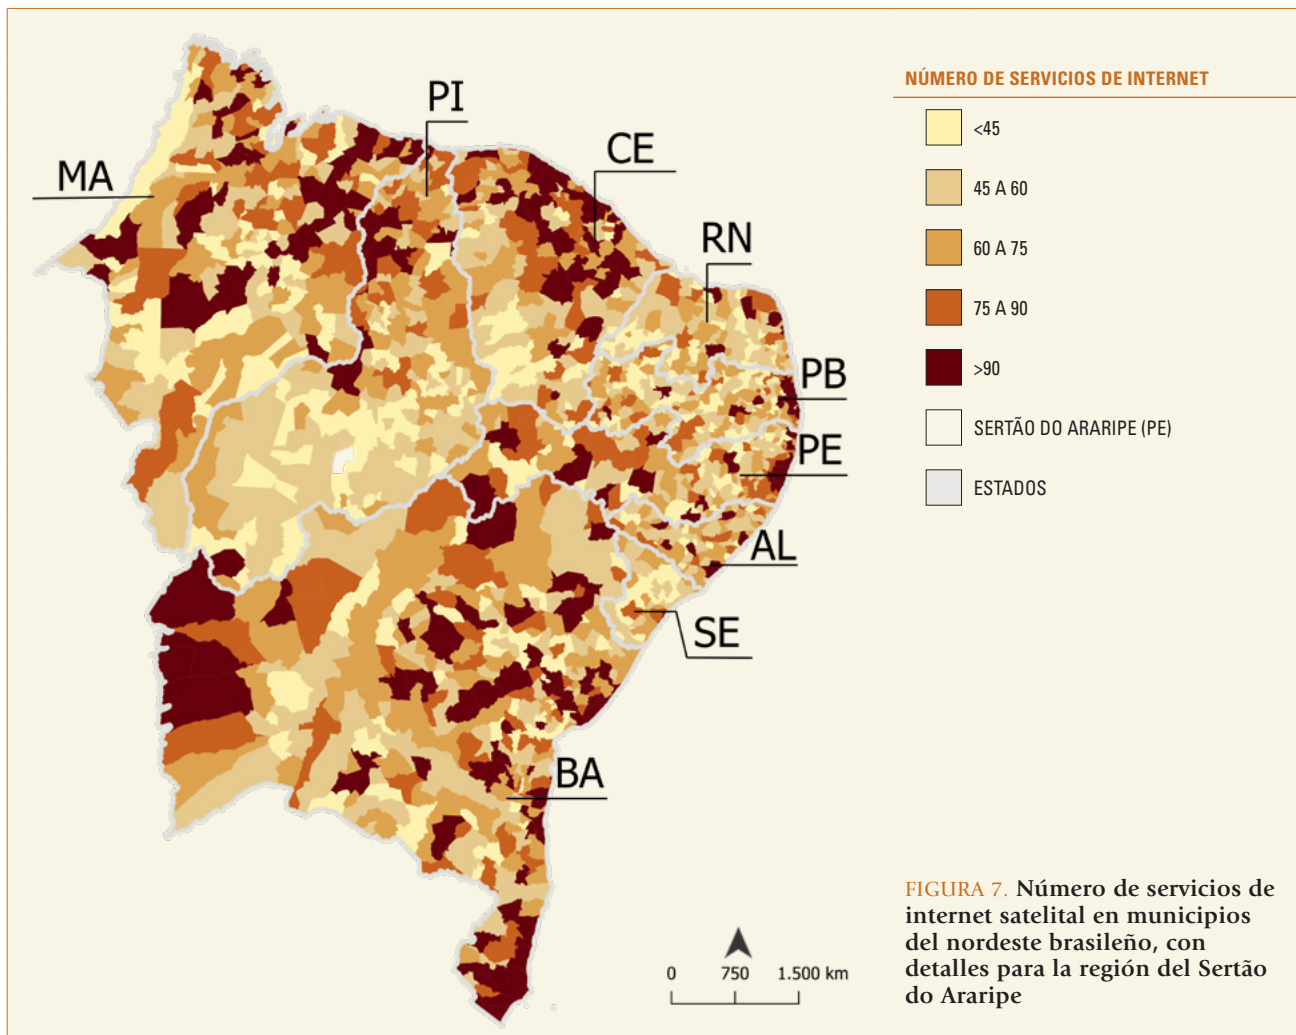 PI
MA
CE
RN
PB
PE
AL
SE
BA
NÚMERO DE SERVICIOS DE INTERNET
<45
45 A 60
60 A 75
75 A 90
>90
SERTÃO DO ARARIPE (PE)
ESTADOS
0 750 1.500 km
FIGURA 7. Número de servicios de
internet satelital en municipios
del nordeste brasileño, con
detalles para la región del Sertão
do Araripe